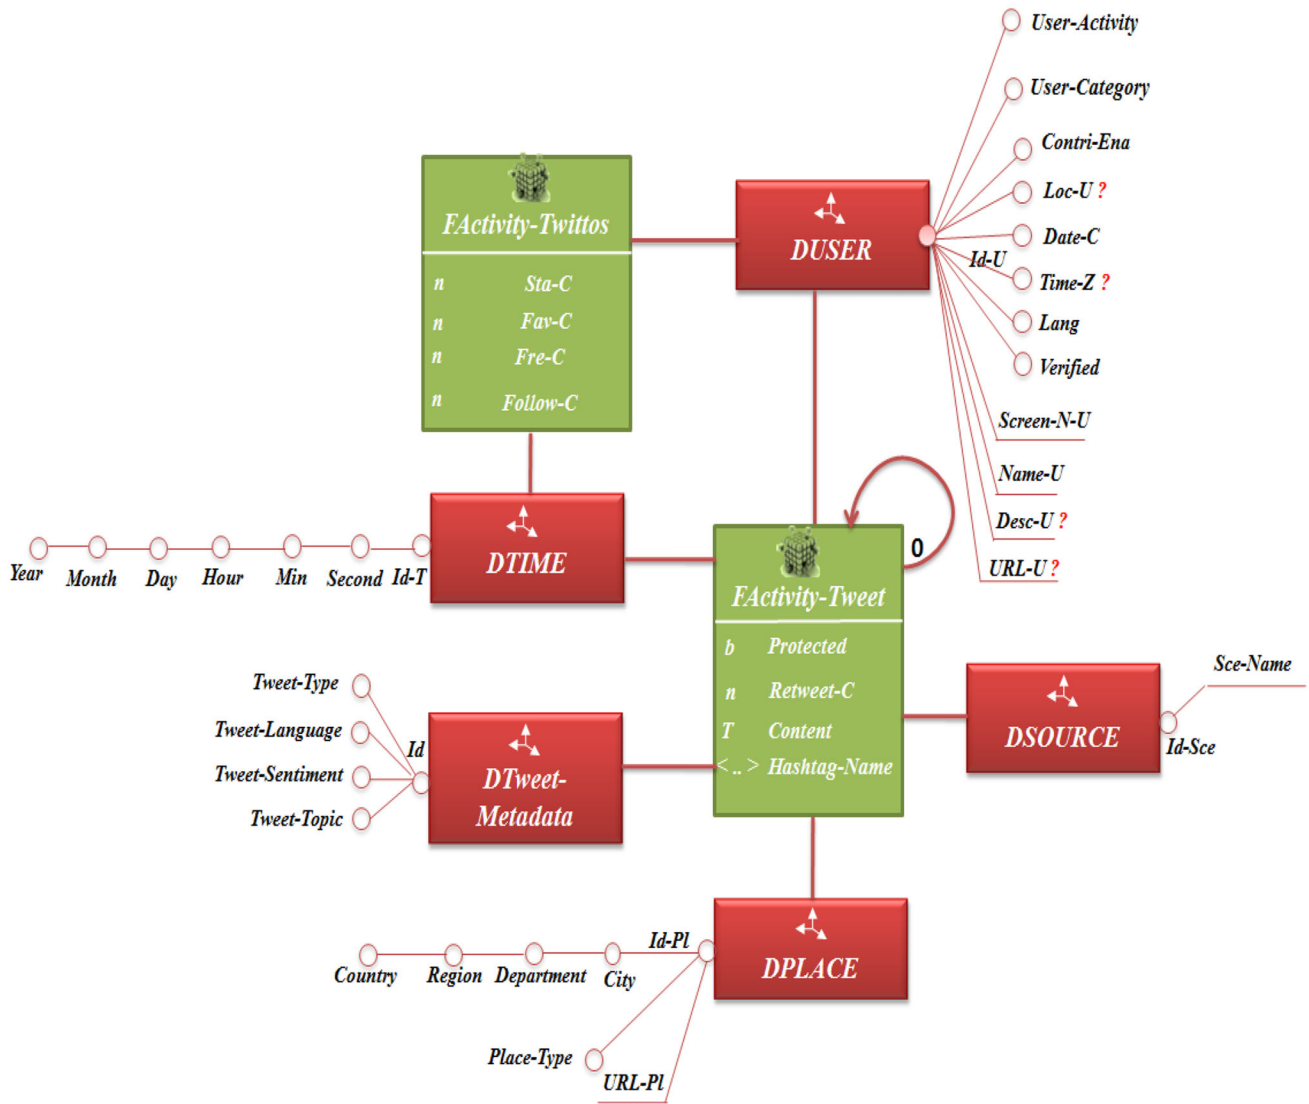 User-Activity
User-Category
Contri-Ena
Loc-U ?
Date-C
Id-U
Time-Z ?
Lang
Verified
Screen-N-U
Name-U
Desc-U ?
URL-U ?
DUSER
FActivity-Twittos
n Sta-C
n Fav-C
n Fre-C
n Follow-C
DTIME
Year Month Day Hour Min Second Id-T
0
FActivity-Tweet
b Protected
n Retweet-C
T Content
< .. > Hashtag-Name
Sce-Name
DSOURCE
Id-Sce
Tweet-Type
Tweet-Language
Id
Tweet-Sentiment
Tweet-Topic
DTweet-
Metadata
DPLACE
Id-Pl
Country Region Department City
Place-Type
URL-Pl